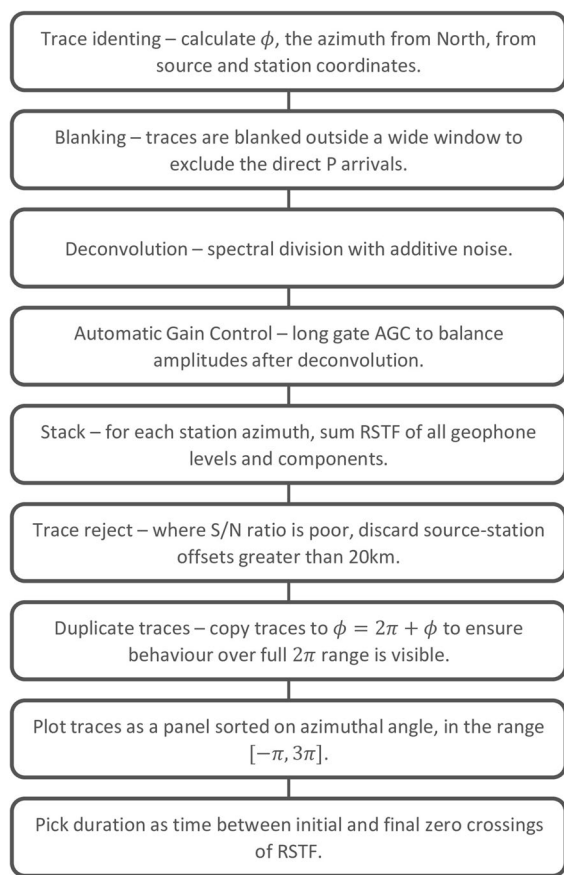 Trace identing – calculate ϕ, the azimuth from North, from
source and station coordinates.
Blanking – traces are blanked outside a wide window to
exclude the direct P arrivals.
Deconvolution – spectral division with additive noise.
Automatic Gain Control – long gate AGC to balance
amplitudes after deconvolution.
Stack – for each station azimuth, sum RSTF of all geophone
levels and components.
Trace reject – where S/N ratio is poor, discard source-station
offsets greater than 20km.
Duplicate traces – copy traces to ϕ = 2π + ϕ to ensure
behaviour over full 2π range is visible.
Plot traces as a panel sorted on azimuthal angle, in the range
[−π, 3π].
Pick duration as time between initial and final zero crossings
of RSTF.